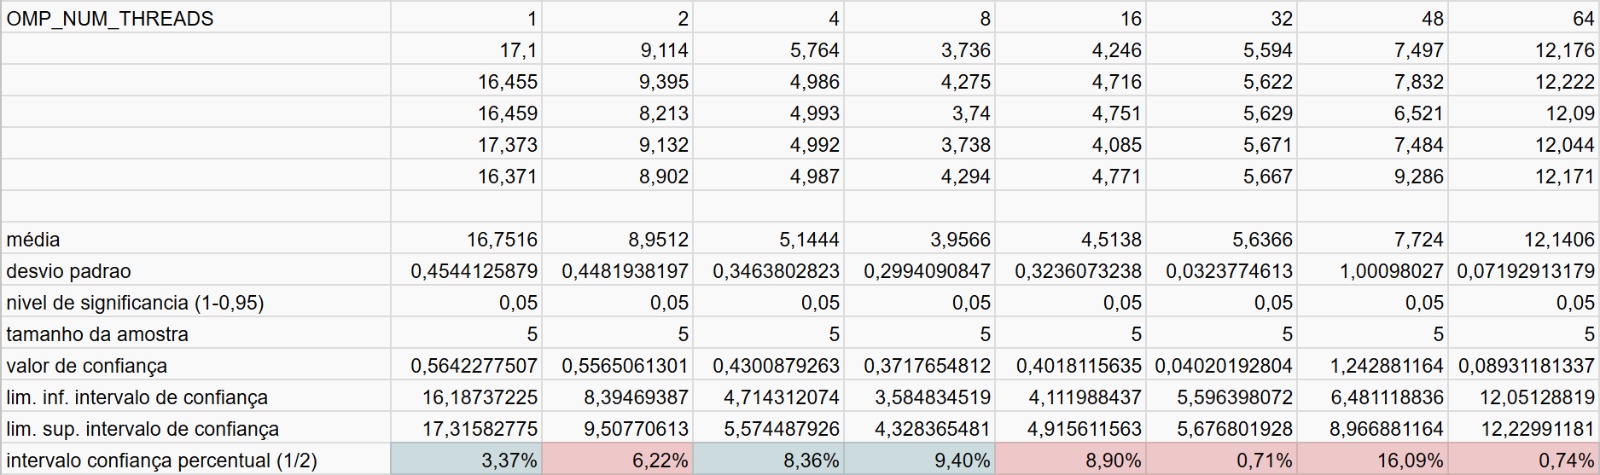 OMP_NUM_THREADS 1 2 4 8 16 32 48 64
17,1 9,114 5,764 3,736 4,246 5,594 7,497 12,176
16,455 9,395 4,986 4,275 4,716 5,622 7,832 12,222
16,459 8,213 4,993 3,74 4,751 5,629 6,521 12,09
17,373 9,132 4,992 3,738 4,085 5,671 7,484 12,044
16,371 8,902 4,987 4,294 4,771 5,667 9,286 12,171
média 16,7516 8,9512 5,1444 3,9566 4,5138 5,6366 7,724 12,1406
desvio padrao 0,4544125879 0,4481938197 0,3463802823 0,2994090847 0,3236073238 0,0323774613 1,00098027 0,07192913179
nivel de significancia (1-0,95) 0,05 0,05 0,05 0,05 0,05 0,05 0,05 0,05
tamanho da amostra 5 5 5 5 5 5 5 5
valor de confiança 0,5642277507 0,5565061301 0,4300879263 0,3717654812 0,4018115635 0,04020192804 1,242881164 0,08931181337
lim. inf. intervalo de confiança 16,18737225 8,39469387 4,714312074 3,584834519 4,111988437 5,596398072 6,481118836 12,05128819
lim. sup. intervalo de confiança 17,31582775 9,50770613 5,574487926 4,328365481 4,915611563 5,676801928 8,966881164 12,22991181
intervalo confiança percentual (1/2) 3,37% 6,22% 8,36% 9,40% 8,90% 0,71% 16,09% 0,74%